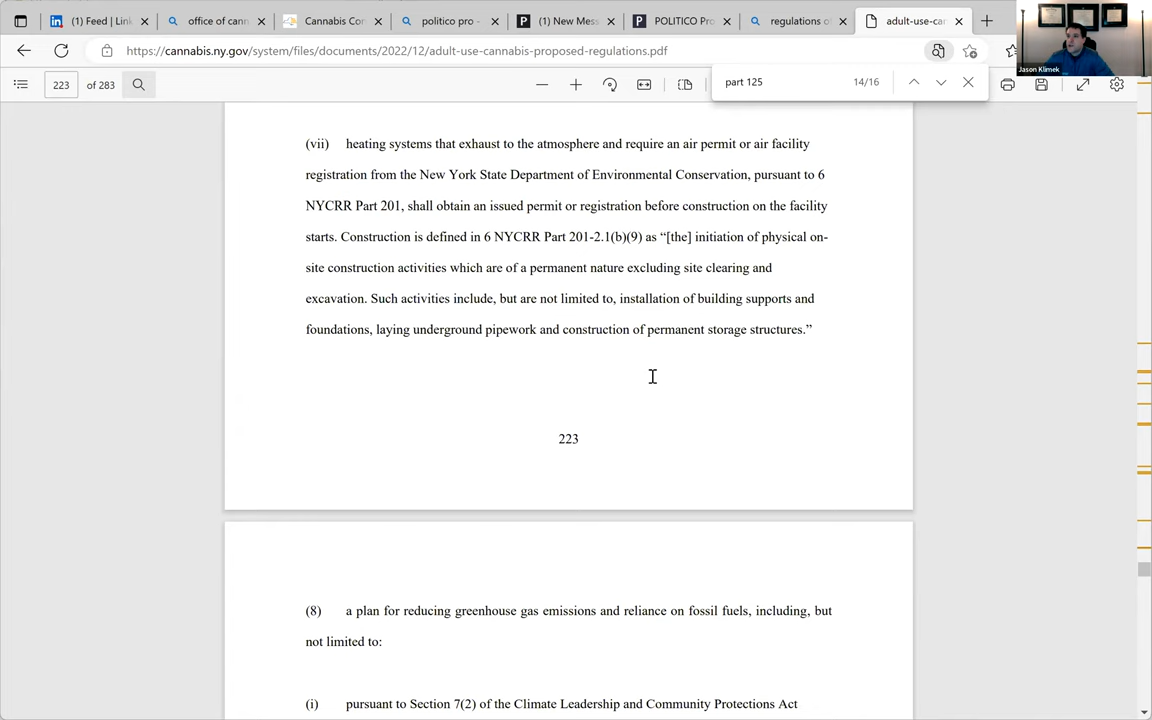 (1) Feed | Link
office of cann
Cannabis Con
politico pro -
(1) New Mess
POLITICO Pro
regulations of
adult-use-can
https://cannabis.ny.gov/system/files/documents/2022/12/adult-use-cannabis-proposed-regulations.pdf
Jason Klimek
223 of 283
part 125 14/16
(vii) heating systems that exhaust to the atmosphere and require an air permit or air facility
registration from the New York State Department of Environmental Conservation, pursuant to 6
NYCRR Part 201, shall obtain an issued permit or registration before construction on the facility
starts. Construction is defined in 6 NYCRR Part 201-2.1(b)(9) as “[the] initiation of physical on-
site construction activities which are of a permanent nature excluding site clearing and
excavation. Such activities include, but are not limited to, installation of building supports and
foundations, laying underground pipework and construction of permanent storage structures.”
223
(8) a plan for reducing greenhouse gas emissions and reliance on fossil fuels, including, but
not limited to:
(i) pursuant to Section 7(2) of the Climate Leadership and Community Protections Act